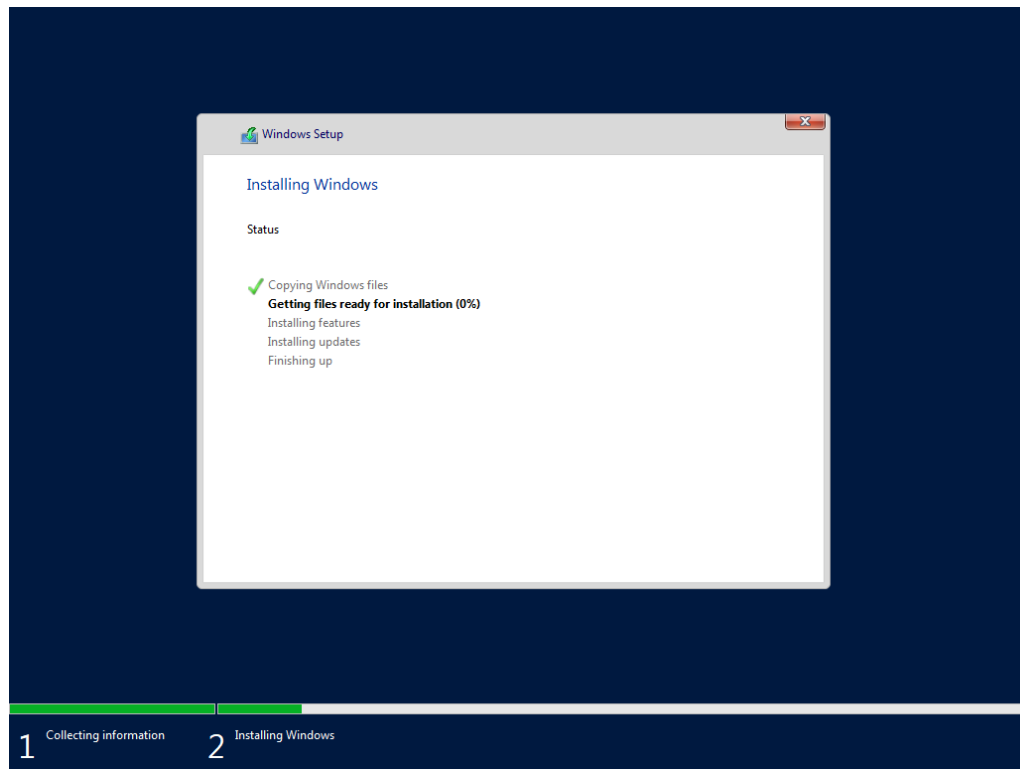 Windows Setup
Installing Windows
Status
Copying Windows files
Getting files ready for installation (0%)
Installing features
Installing updates
Finishing up
1 Collecting information 2 Installing Windows